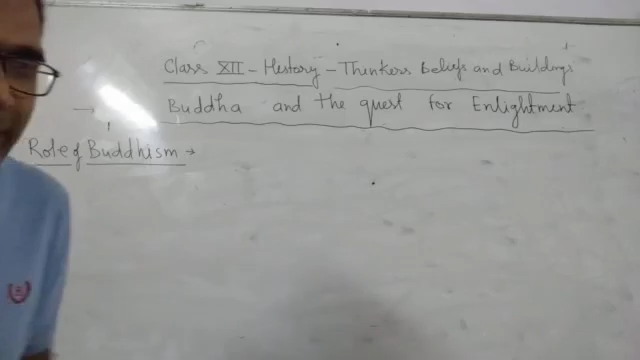 Class XII - History - Thinkers Beliefs and Buildings
Buddha and the quest for Enlightment
Role of Buddhism →